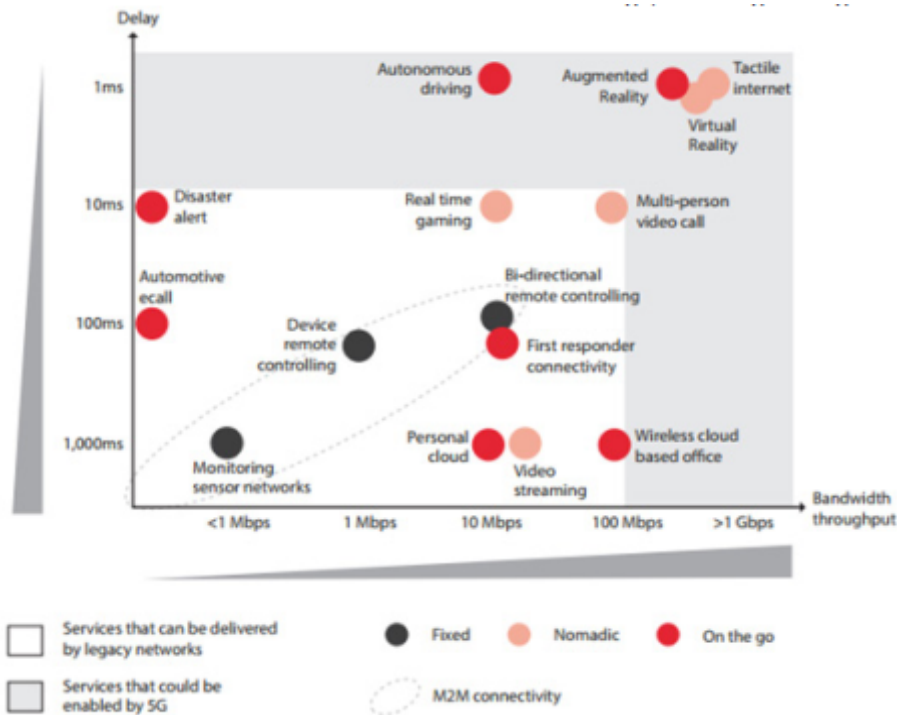 Delay
Autonomous
driving
Augmented
Reality
Tactile
internet
Virtual
Reality
1ms
Disaster
alert
Real time
gaming
Multi-person
video call
10ms
Automotive
ecall
Bi-directional
remote controlling
Device
remote
controlling
First responder
connectivity
100ms
Personal
cloud
Video
streaming
Wireless cloud
based office
1,000ms
Monitoring
sensor networks
Bandwidth
throughput
<1 Mbps
1 Mbps
10 Mbps
100 Mbps
>1 Gbps
Services that can be delivered
by legacy networks
Fixed
Nomadic
On the go
Services that could be
enabled by 5G
M2M connectivity